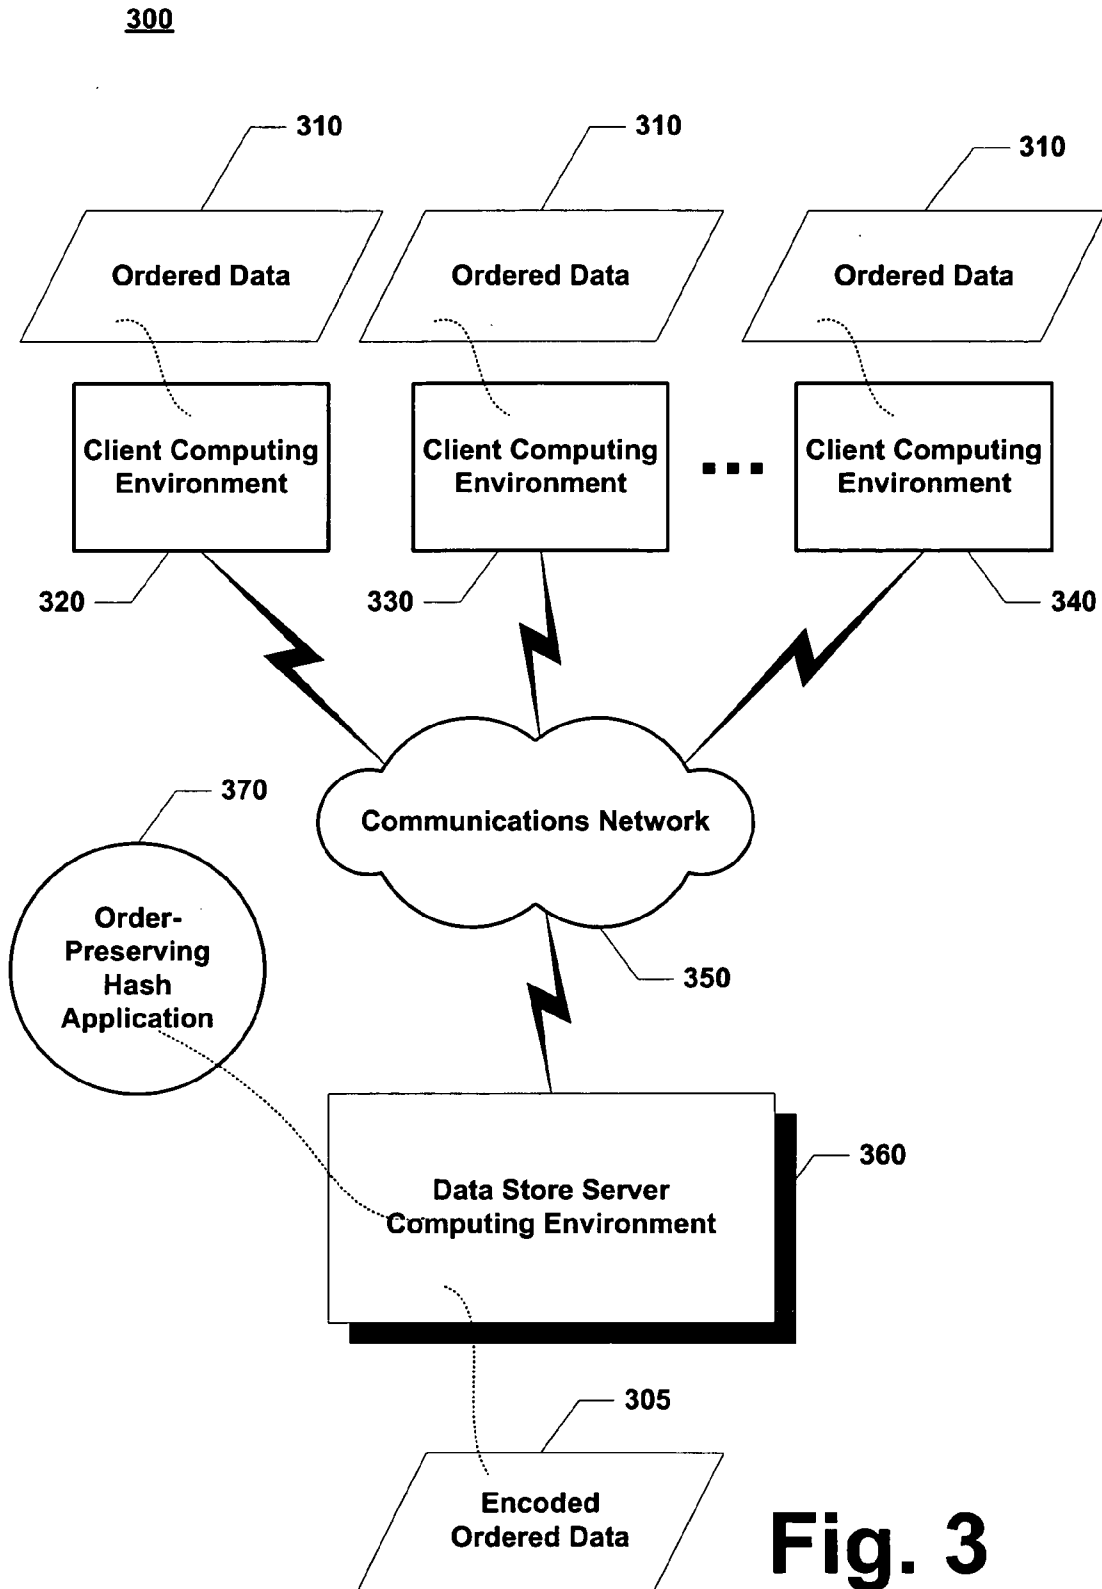 300
310
310
310
Ordered Data
Ordered Data
Ordered Data
Client Computing
Environment
Client Computing
Environment
Client Computing
Environment
320
330
340
Communications Network
370
Order-
Preserving
Hash
Application
350
Data Store Server
Computing Environment
360
305
Encoded
Ordered Data
Fig. 3